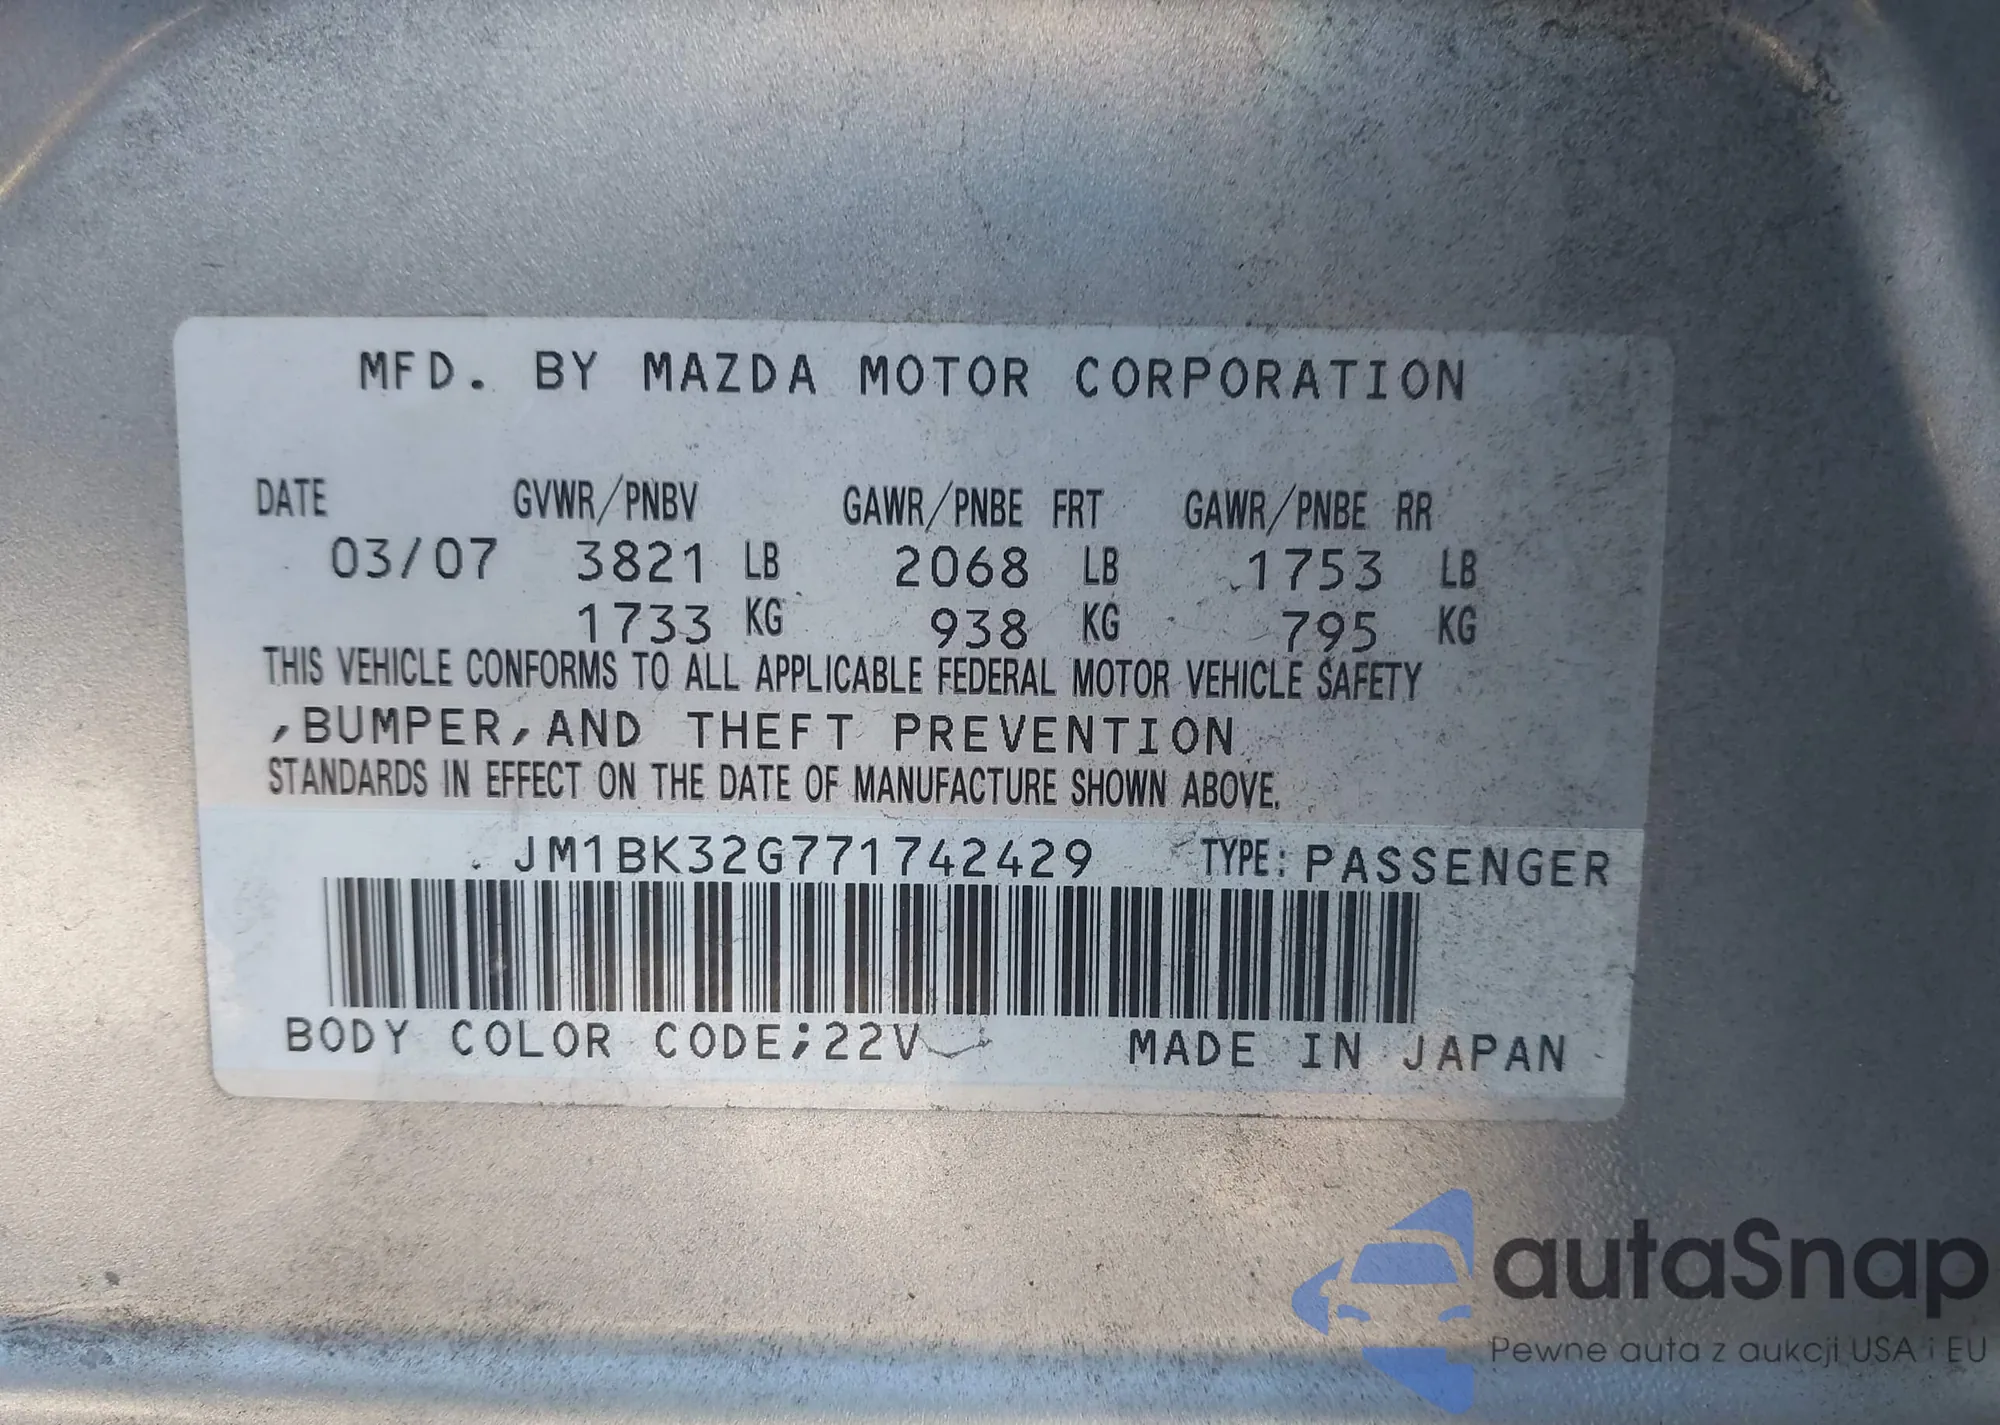 MFD. BY MAZDA MOTOR CORPORATION
DATE GVWR/PNBV GAWR/PNBE FRT GAWR/PNBE RR
03/07 3821 LB 2068 LB 1753 LB
1733 KG 938 KG 795 KG
THIS VEHICLE CONFORMS TO ALL APPLICABLE FEDERAL MOTOR VEHICLE SAFETY
,BUMPER,AND THEFT PREVENTION
STANDARDS IN EFFECT ON THE DATE OF MANUFACTURE SHOWN ABOVE.
JM1BK32G771742429 TYPE: PASSENGER
BODY COLOR CODE;22V MADE IN JAPAN
autaSnap
Pewne auta z aukcji USA i EU